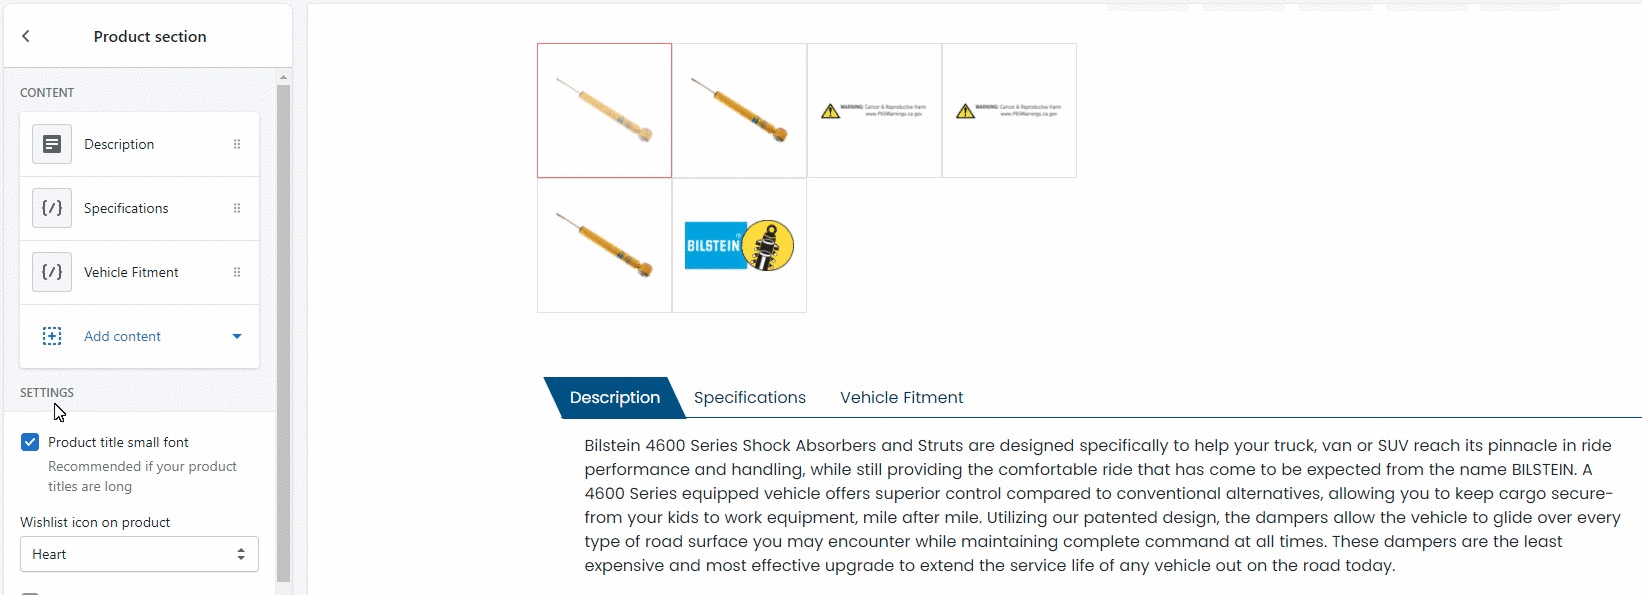 Product section
CONTENT
Description
Specifications
Vehicle Fitment
Add content
SETTINGS
Product title small font
Recommended if your product
titles are long
Wishlist icon on product
Heart
WARNING: Cancer & Reproductive Harm
www.P65Warnings.ca.gov
WARNING: Cancer & Reproductive Harm
www.P65Warnings.ca.gov
BILSTEIN
Description Specifications Vehicle Fitment
Bilstein 4600 Series Shock Absorbers and Struts are designed specifically to help your truck, van or SUV reach its pinnacle in ride
performance and handling, while still providing the comfortable ride that has come to be expected from the name BILSTEIN. A
4600 Series equipped vehicle offers superior control compared to conventional alternatives, allowing you to keep cargo secure-
from your kids to work equipment, mile after mile. Utilizing our patented design, the dampers allow the vehicle to glide over every
type of road surface you may encounter while maintaining complete command at all times. These dampers are the least
expensive and most effective upgrade to extend the service life of any vehicle out on the road today.